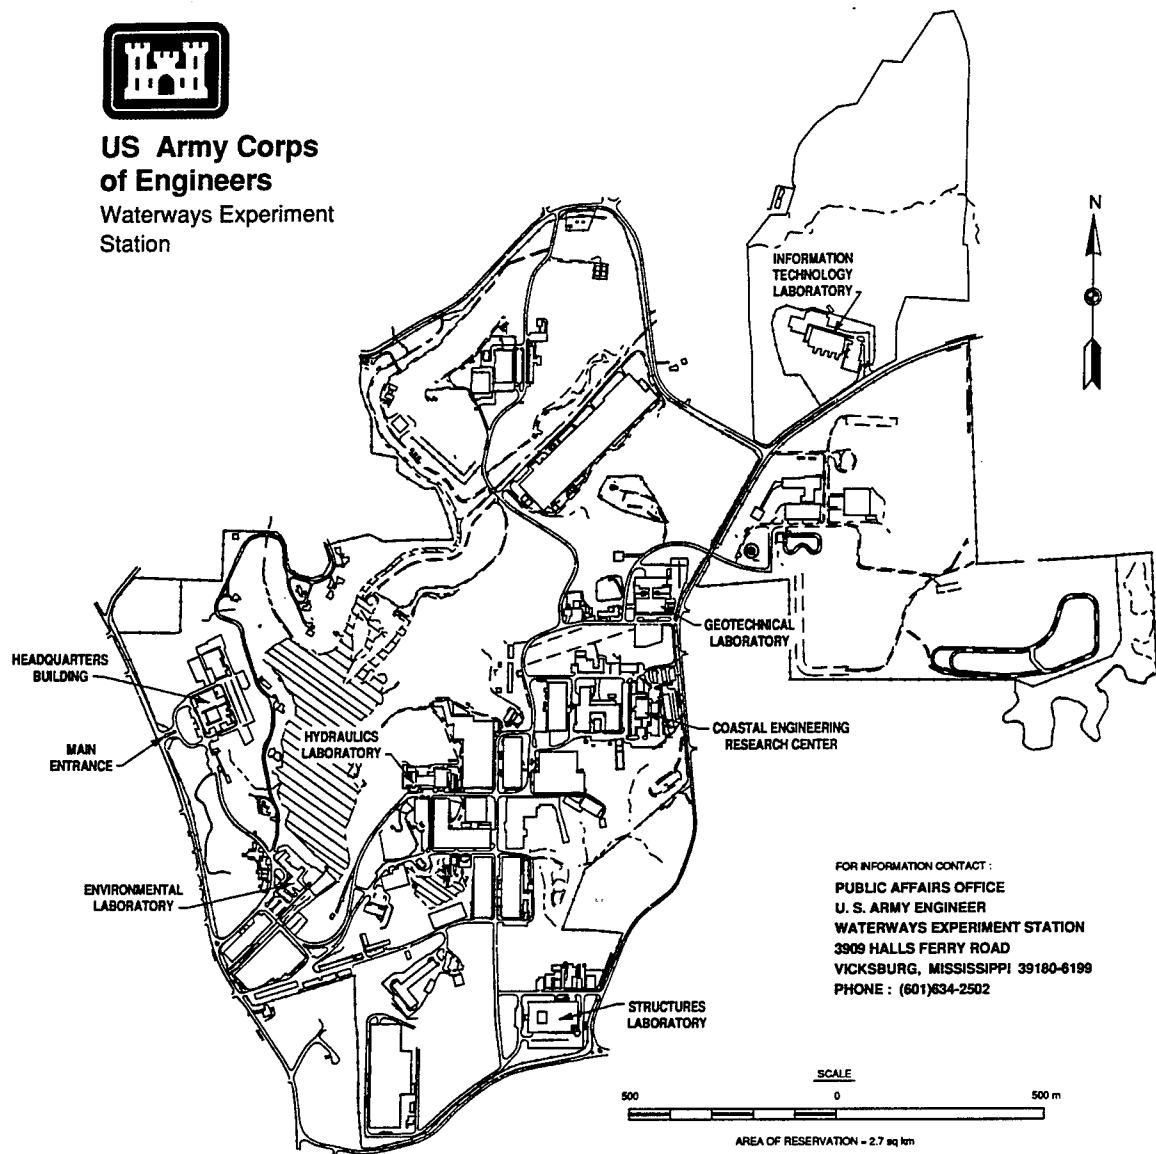 US Army Corps
of Engineers
Waterways Experiment
Station
N
INFORMATION
TECHNOLOGY
LABORATORY
GEOTECHNICAL
LABORATORY
HEADQUARTERS
BUILDING
MAIN
ENTRANCE
HYDRAULICS
LABORATORY
COASTAL ENGINEERING
RESEARCH CENTER
ENVIRONMENTAL
LABORATORY
STRUCTURES
LABORATORY
FOR INFORMATION CONTACT :
PUBLIC AFFAIRS OFFICE
U. S. ARMY ENGINEER
WATERWAYS EXPERIMENT STATION
3909 HALLS FERRY ROAD
VICKSBURG, MISSISSIPPI 39180-6199
PHONE : (601)634-2502
SCALE
500 0 500 m
AREA OF RESERVATION = 2.7 sq km